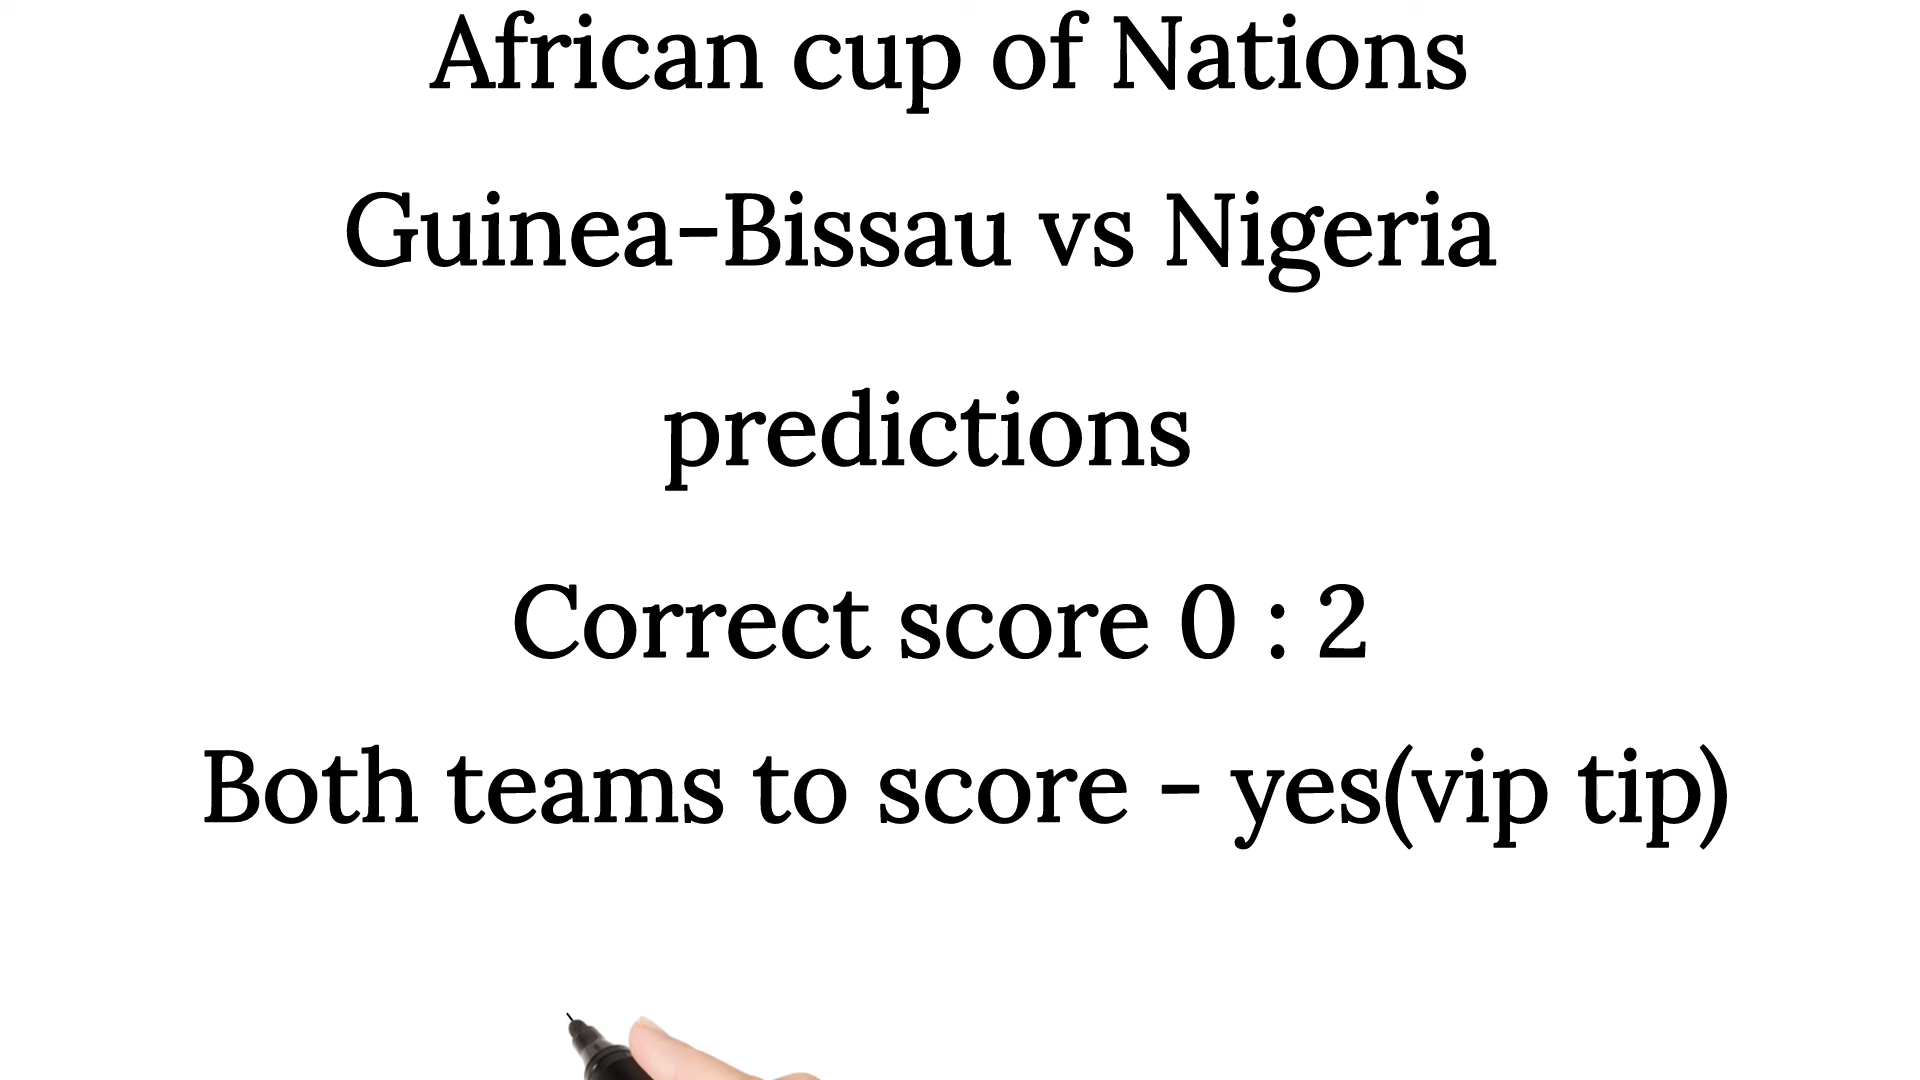 African cup of Nations
Guinea-Bissau vs Nigeria
predictions
Correct score 0 : 2
Both teams to score - yes(vip tip)